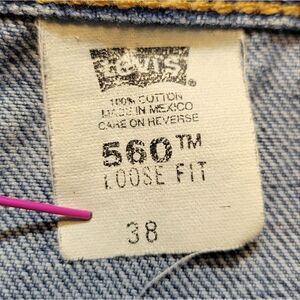 LEVI'S
100% COTTON
MADE IN MEXICO
CARE ON REVERSE
560™
LOOSE FIT
38